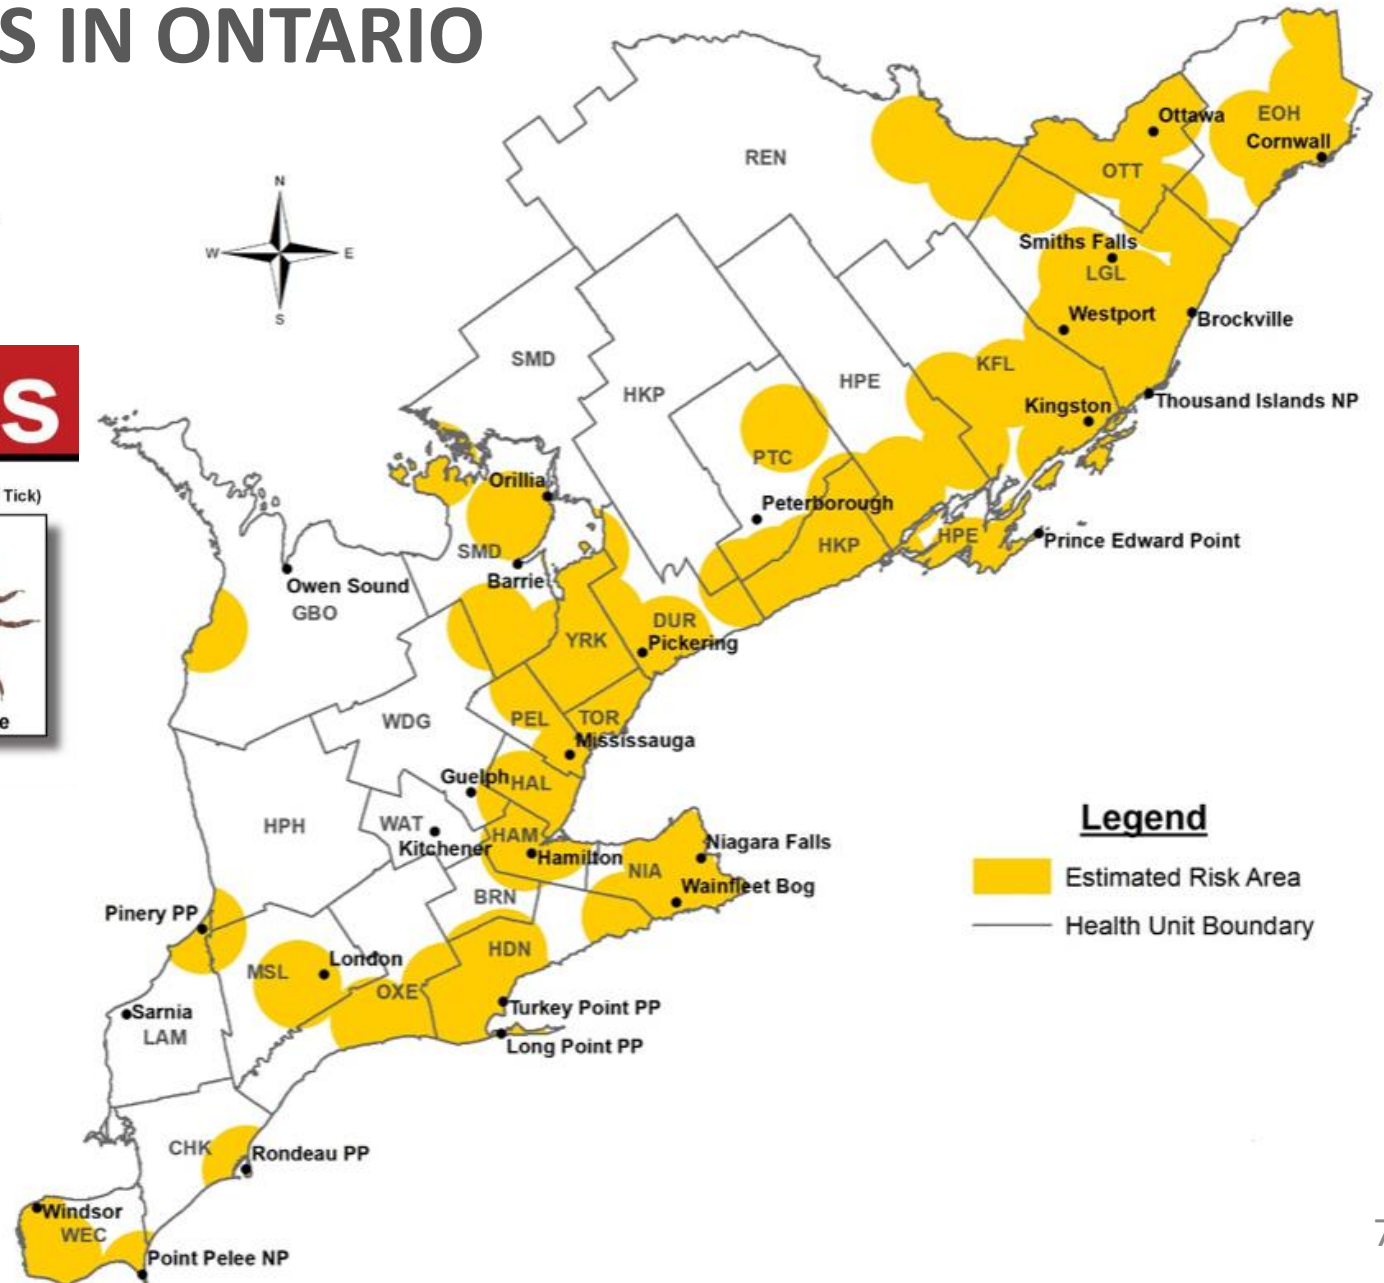 S IN ONTARIO
N
W
E
S
S
Tick)
e
REN
Ottawa
EOH
Cornwall
OTT
Smiths Falls
LGL
Westport
Brockville
SMD
HKP
HPE
KFL
Thousand Islands NP
Kingston
PTC
Orillia
Peterborough
HKP
HPE
Prince Edward Point
SMD
Barrie
Owen Sound
GBO
YRK
DUR
Pickering
WDG
PEL
TOR
Mississauga
Guelph
HAL
HPH
WAT
Kitchener
HAM
Hamilton
Niagara Falls
NIA
Wainfleet Bog
BRN
Pinery PP
HDN
MSL
London
OXE
Turkey Point PP
Long Point PP
Sarnia
LAM
CHK
Rondeau PP
Windsor
WEC
Point Pelee NP
Legend
Estimated Risk Area
Health Unit Boundary
7